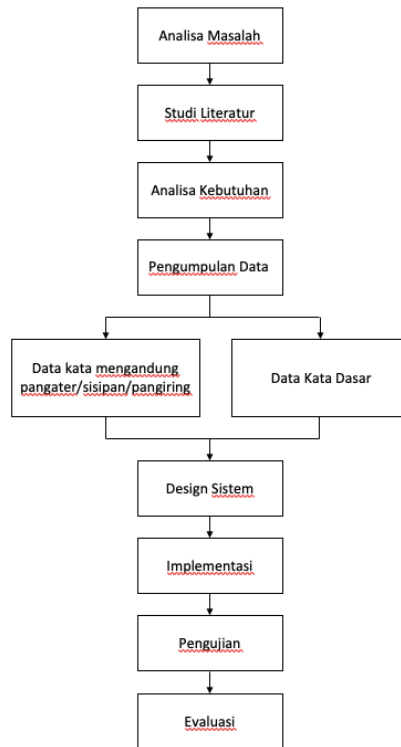 Analisa Masalah
Studi Literatur
Analisa Kebutuhan
Pengumpulan Data
Data kata mengandung
pangater/sisipan/pangiring
Data Kata Dasar
Design Sistem
Implementasi
Pengujian
Evaluasi